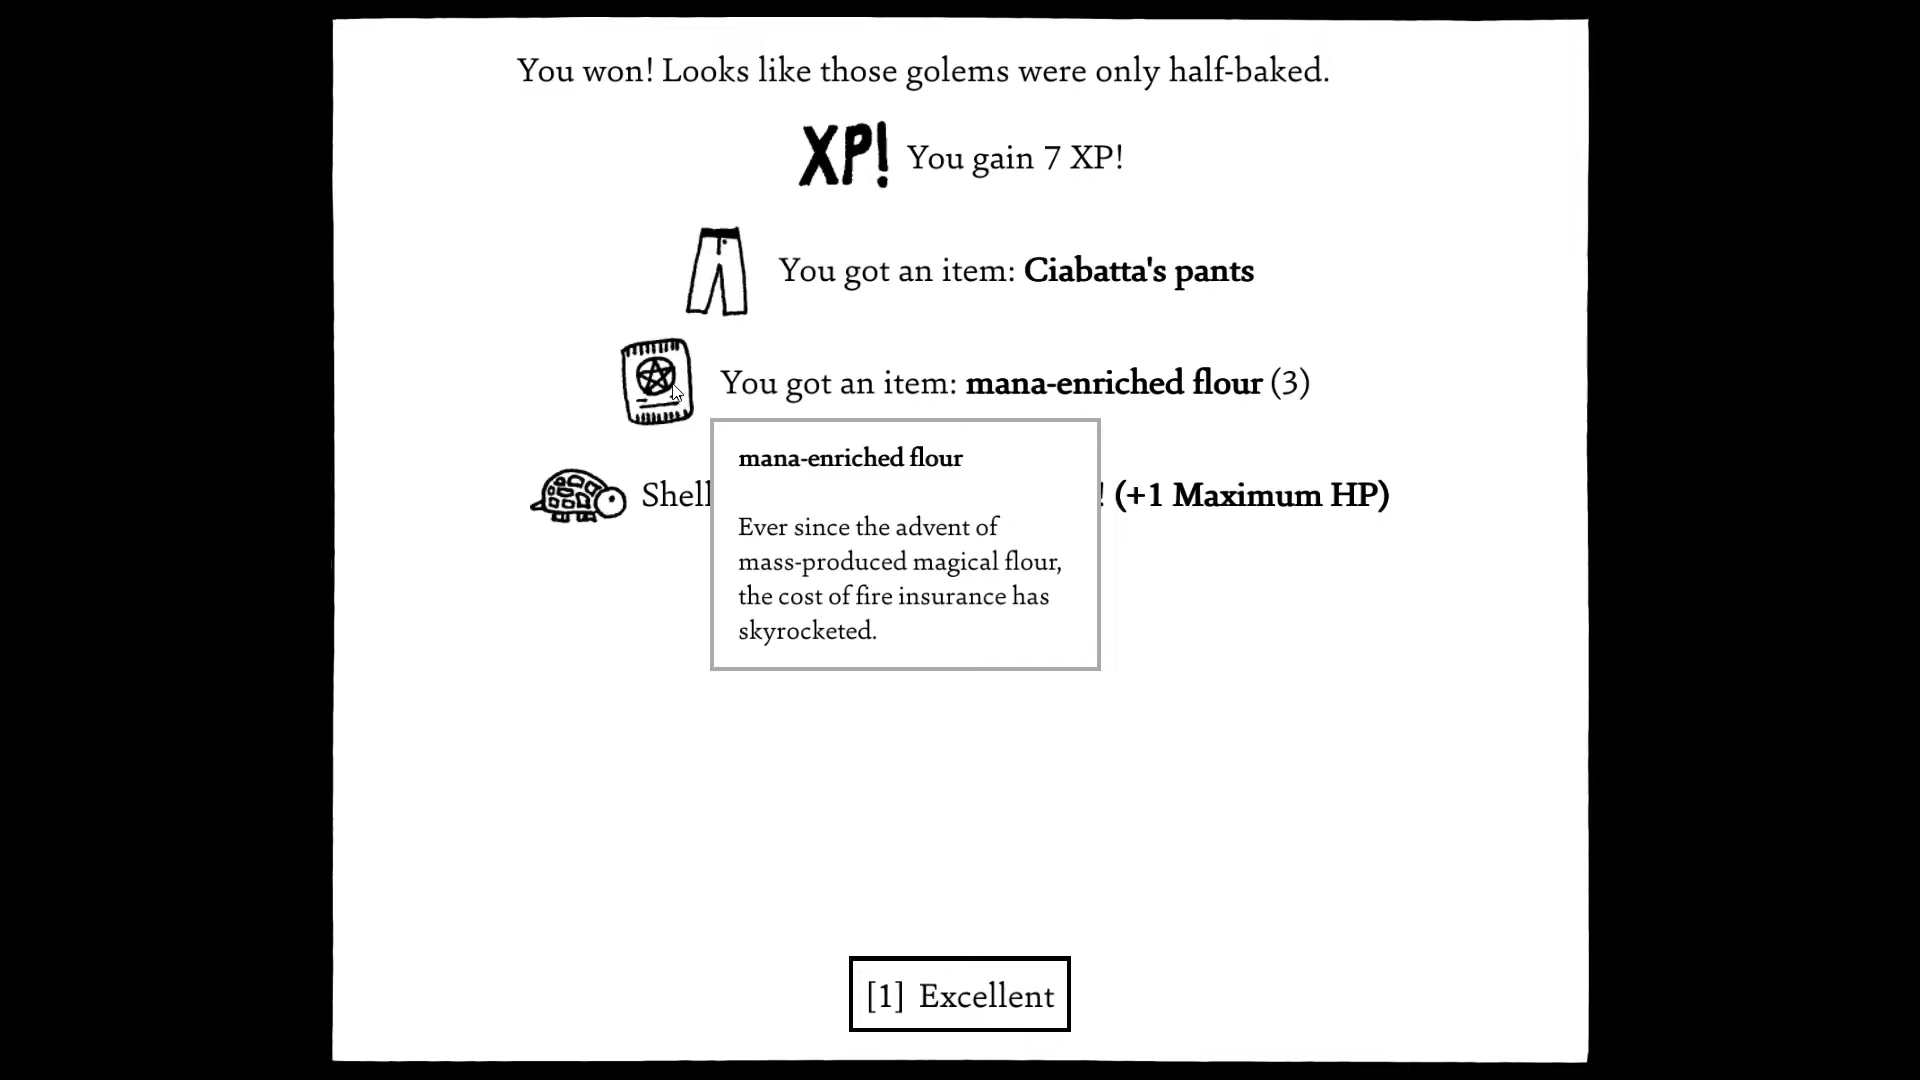 You won! Looks like those golems were only half-baked.
XP! You gain 7 XP!
You got an item: Ciabatta's pants
You got an item: mana-enriched flour (3)
mana-enriched flour
Shell ! (+1 Maximum HP)
Ever since the advent of
mass-produced magical flour,
the cost of fire insurance has
skyrocketed.
[1] Excellent